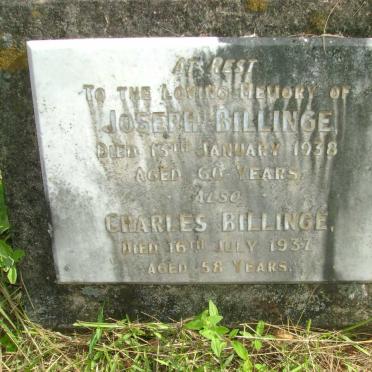 AT REST
TO THE LOVING MEMORY OF
JOSEPH BILLINGE,
DIED 13TH JANUARY 1938
AGED 60 YEARS.
ALSO
CHARLES BILLINGE,
DIED 16TH JULY 1937
AGED 58 YEARS.